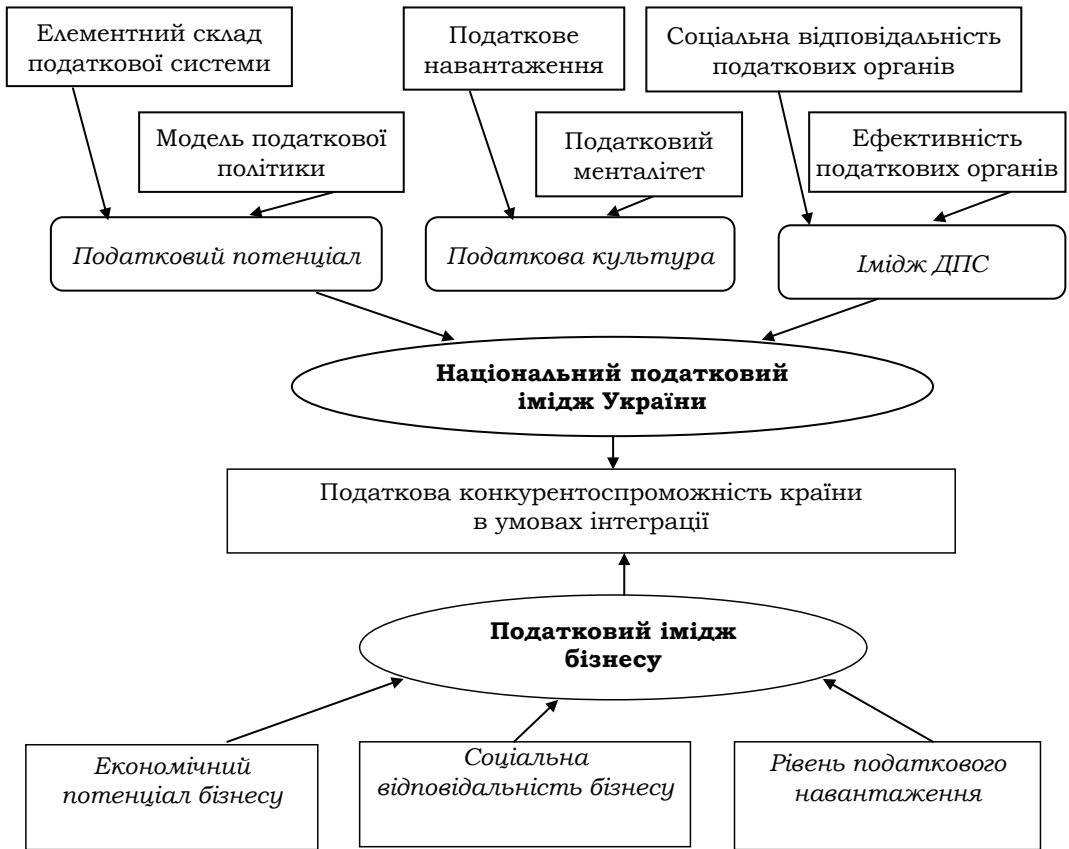 Елементний склад
податкової системи
Податкове
навантаження
Соціальна відповідальність
податкових органів
Модель податкової
політики
Податковий
менталітет
Ефективність
податкових органів
Податковий потенціал
Податкова культура
Імідж ДПС
Національний податковий
імідж України
Податкова конкурентоспроможність країни
в умовах інтеграції
Податковий імідж
бізнесу
Економічний
потенціал бізнесу
Соціальна
відповідальність бізнесу
Рівень податкового
навантаження